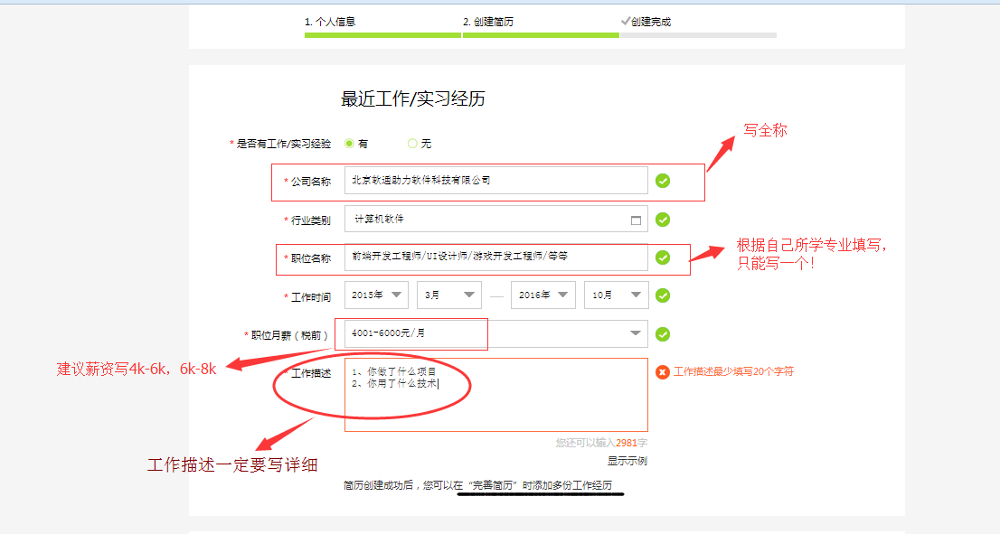 1. 个人信息 2. 创建简历 创建完成
最近工作/实习经历
* 是否有工作/实习经验 有 无
写全称
* 公司名称 北京软通助力软件科技有限公司
* 行业类别 计算机软件
根据自己所学专业填写，
只能写一个！
* 职位名称 前端开发工程师/UI设计师/游戏开发工程师/等等
* 工作时间 2015年 3月 — 2016年 10月
* 职位月薪（税前） 4001-6000元/月
建议薪资写4k-6k，6k-8k
* 工作描述 1、你做了什么项目
2、你用了什么技术
工作描述最少填写20个字符
您还可以输入2981字
显示示例
工作描述一定要写详细
简历创建成功后，您可以在“完善简历”时添加多份工作经历